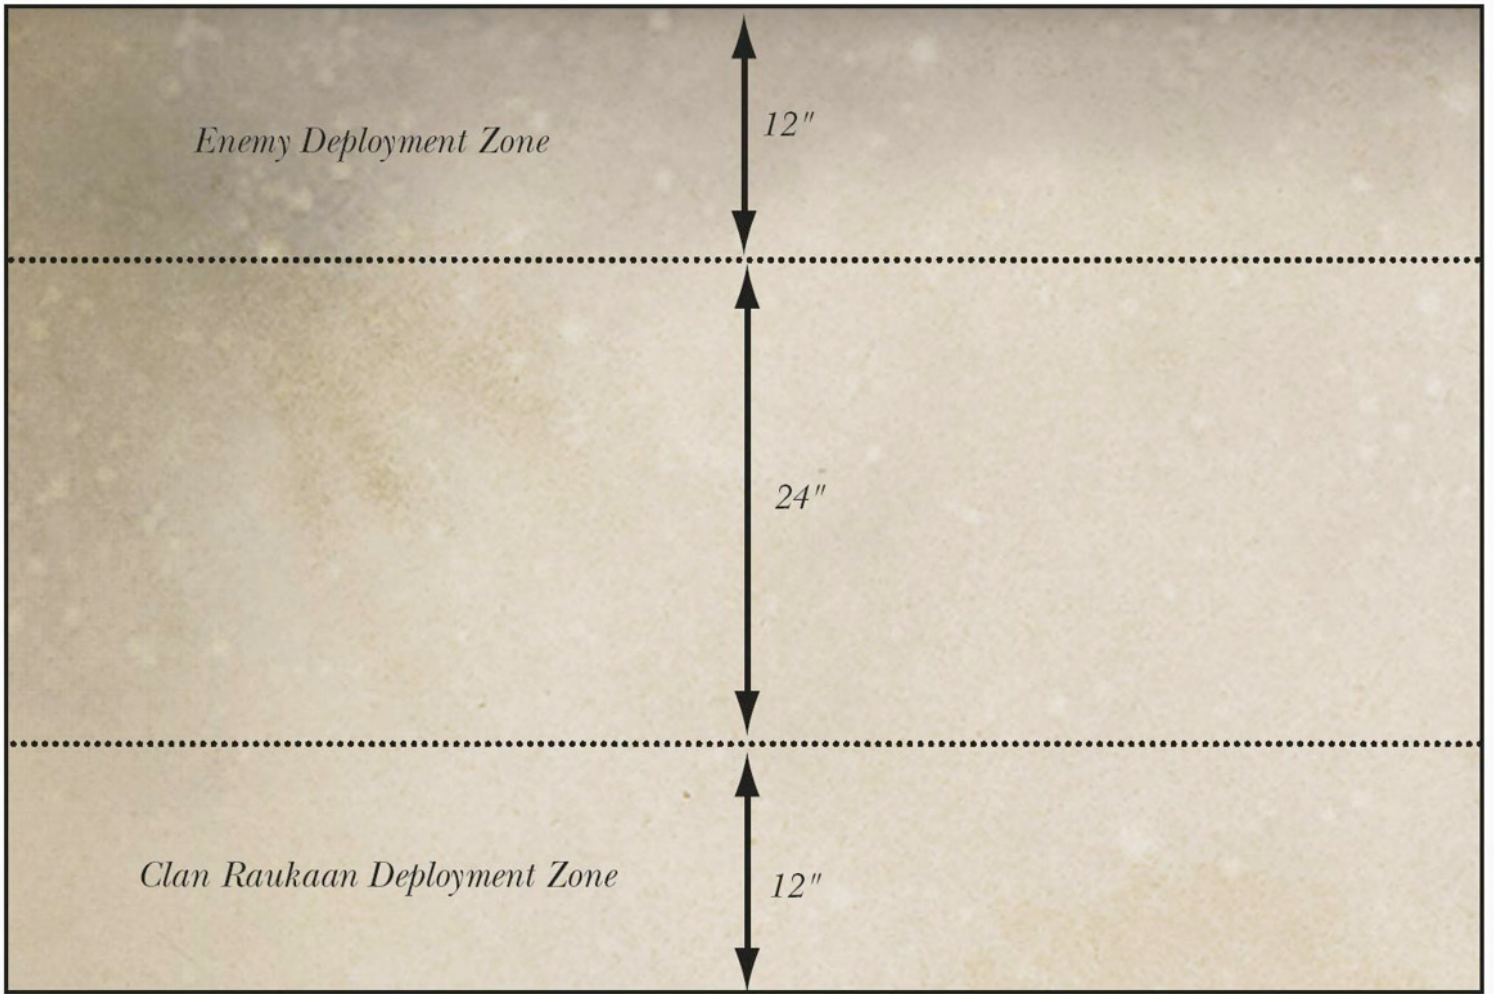 12"
Enemy Deployment Zone
24"
Clan Raukaan Deployment Zone
12"